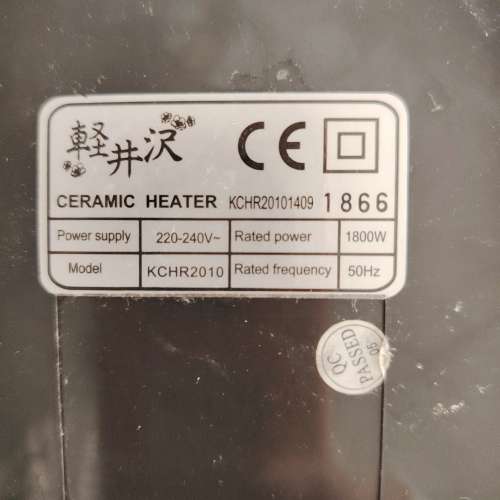 軽井沢 CE
CERAMIC HEATER KCHR20101409 1866
Power supply 220-240V~ Rated power 1800W
Model KCHR2010 Rated frequency 50Hz
QC
PASSED
05